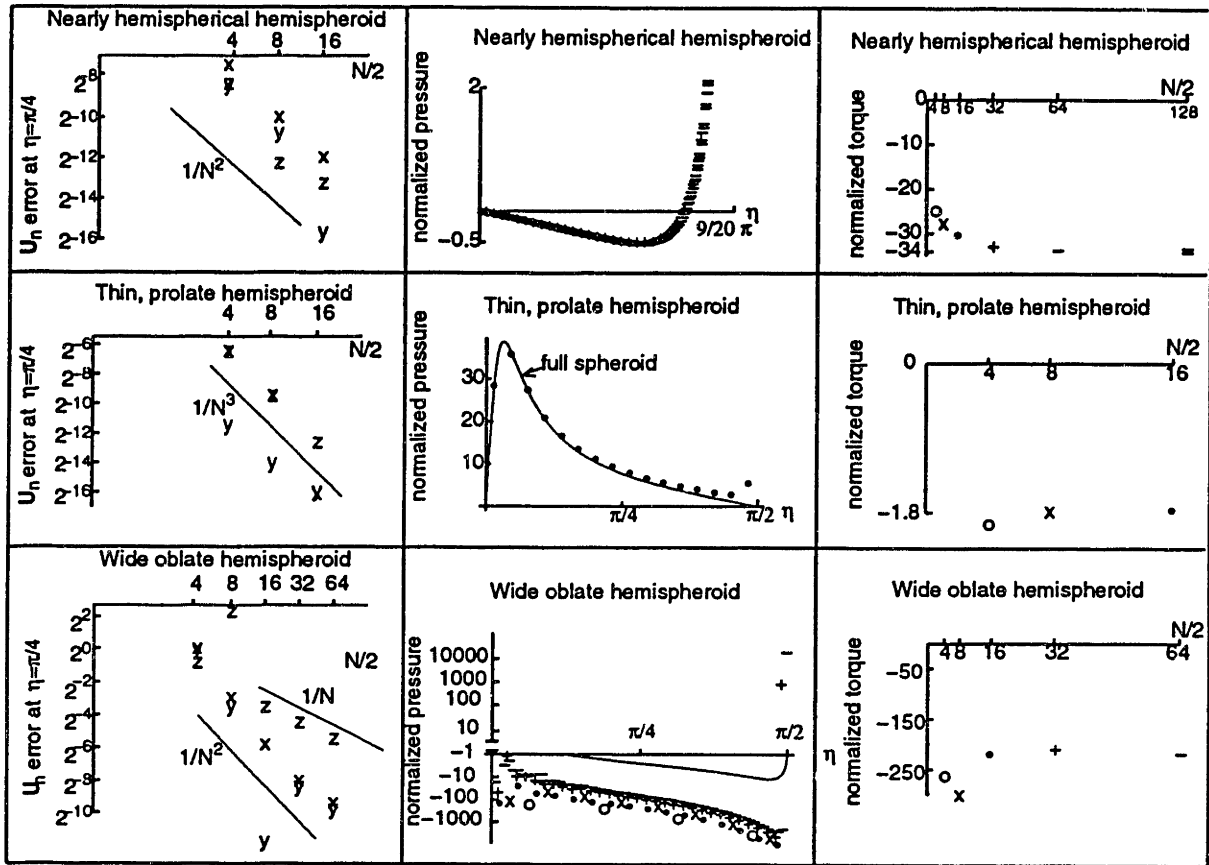 Nearly hemispherical hemispheroid
4 8 16
N/2
U_n error at η=π/4
2^-8
2^-10
2^-12
2^-14
2^-16
1/N^2
x
y
z
Nearly hemispherical hemispheroid
normalized pressure
2
-0.5
η
9/20 π
Nearly hemispherical hemispheroid
N/2
normalized torque
0
4 8 16 32 64 128
-10
-20
-30
-34
Thin, prolate hemispheroid
4 8 16
N/2
U_n error at η=π/4
2^-6
2^-8
2^-10
2^-12
2^-14
2^-16
1/N^3
x
y
z
Thin, prolate hemispheroid
normalized pressure
full spheroid
30
20
10
π/4
π/2 η
Thin, prolate hemispheroid
N/2
normalized torque
0
4 8 16
-1.8
Wide oblate hemispheroid
4 8 16 32 64
N/2
U_n error at η=π/4
2^2
2^0
2^-2
2^-4
2^-6
2^-8
2^-10
1/N
1/N^2
x
y
z
Wide oblate hemispheroid
normalized pressure
10000
1000
100
10
-1
-10
-100
-1000
π/4
π/2
η
Wide oblate hemispheroid
N/2
normalized torque
4 8 16 32 64
-50
-150
-250